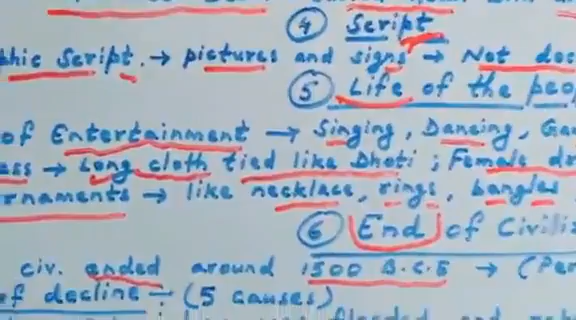 ④ Script
phic Script. → pictures and signs → Not dec
⑤ Life of the peo
of Entertainment → Singing, Dancing, Ga
ess → Long cloth tied like Dhoti ; Female dr
rnaments → like necklace, rings, bangles
⑥ End of Civiliz
civ. ended around 1500 B.C.E → (Per
of decline - (5 causes)
flooded and